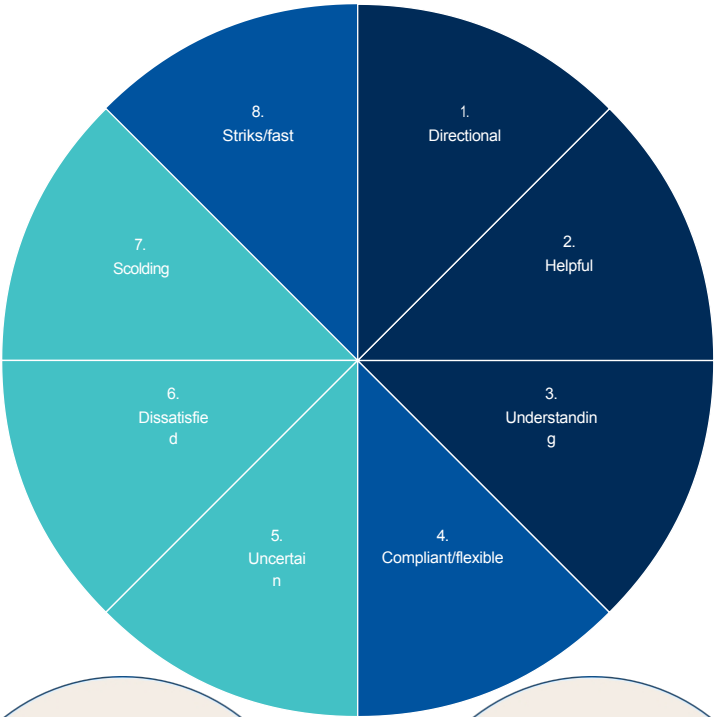 1.
Directional
2.
Helpful
3.
Understandin
g
4.
Compliant/flexible
5.
Uncertai
n
6.
Dissatisfie
d
7.
Scolding
8.
Striks/fast